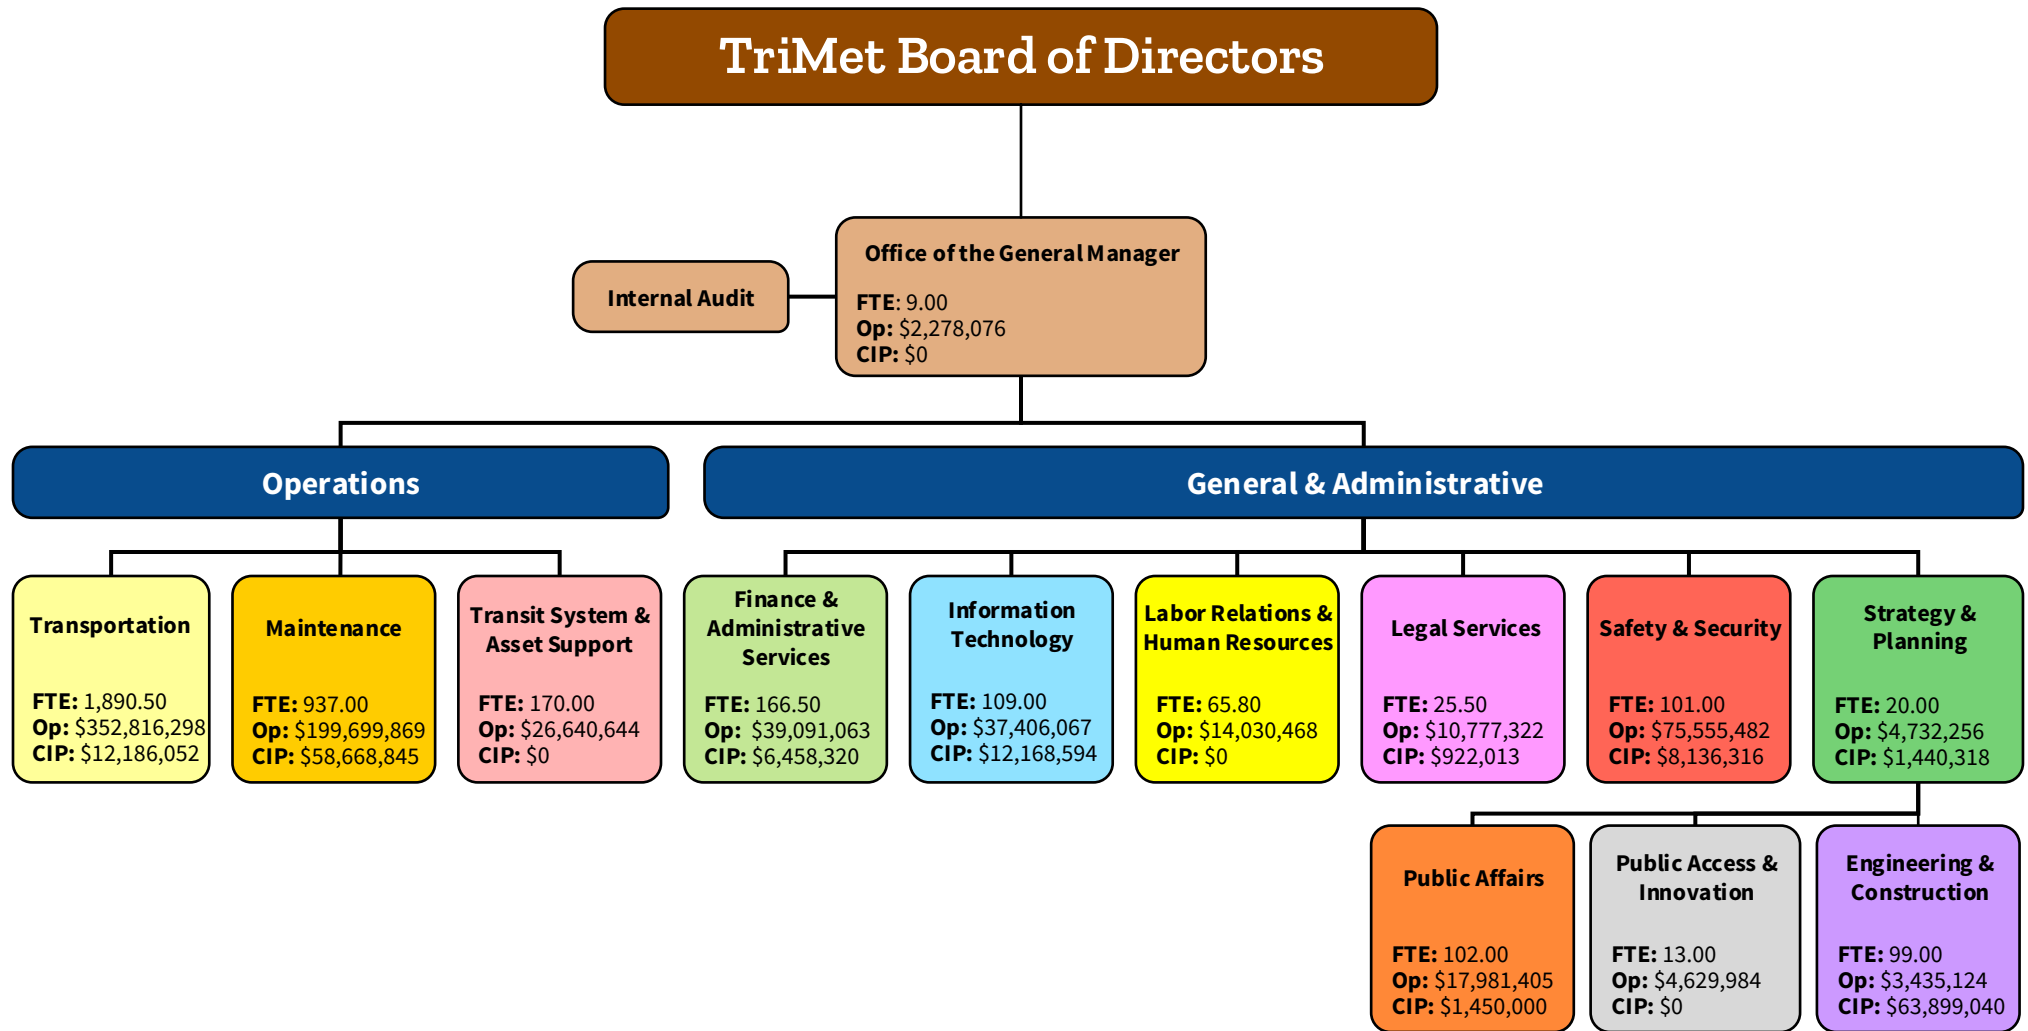 TriMet Board of Directors
Office of the General Manager
FTE: 9.00
Op: $2,278,076
CIP: $0
Internal Audit
Operations
General & Administrative
Transportation
FTE: 1,890.50
Op: $352,816,298
CIP: $12,186,052
Maintenance
FTE: 937.00
Op: $199,699,869
CIP: $58,668,845
Transit System &
Asset Support
FTE: 170.00
Op: $26,640,644
CIP: $0
Finance &
Administrative
Services
FTE: 166.50
Op: $39,091,063
CIP: $6,458,320
Information
Technology
FTE: 109.00
Op: $37,406,067
CIP: $12,168,594
Labor Relations &
Human Resources
FTE: 65.80
Op: $14,030,468
CIP: $0
Legal Services
FTE: 25.50
Op: $10,777,322
CIP: $922,013
Safety & Security
FTE: 101.00
Op: $75,555,482
CIP: $8,136,316
Strategy &
Planning
FTE: 20.00
Op: $4,732,256
CIP: $1,440,318
Public Affairs
FTE: 102.00
Op: $17,981,405
CIP: $1,450,000
Public Access &
Innovation
FTE: 13.00
Op: $4,629,984
CIP: $0
Engineering &
Construction
FTE: 99.00
Op: $3,435,124
CIP: $63,899,040